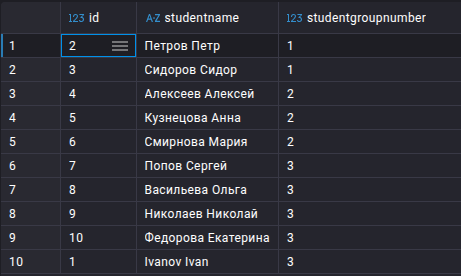 123 id AZ studentname 123 studentgroupnumber
1 2 Петров Петр 1
2 3 Сидоров Сидор 1
3 4 Алексеев Алексей 2
4 5 Кузнецова Анна 2
5 6 Смирнова Мария 2
6 7 Попов Сергей 3
7 8 Васильева Ольга 3
8 9 Николаев Николай 3
9 10 Федорова Екатерина 3
10 1 Ivanov Ivan 3